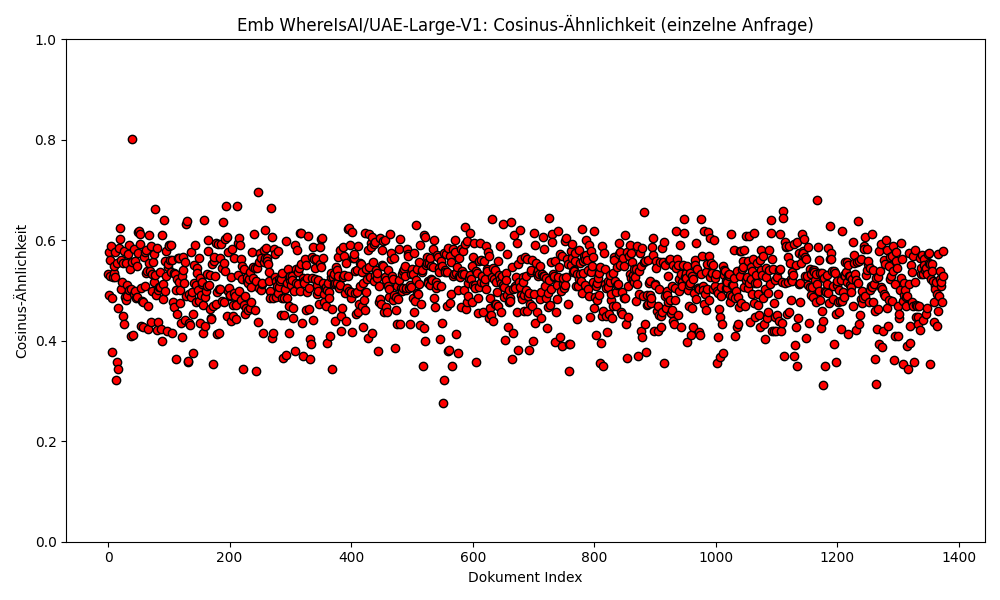 Emb WhereIsAI/UAE-Large-V1: Cosinus-Ähnlichkeit (einzelne Anfrage)
1.0
0.8
0.6
0.4
0.2
0.0
Cosinus-Ähnlichkeit
0 200 400 600 800 1000 1200 1400
Dokument Index